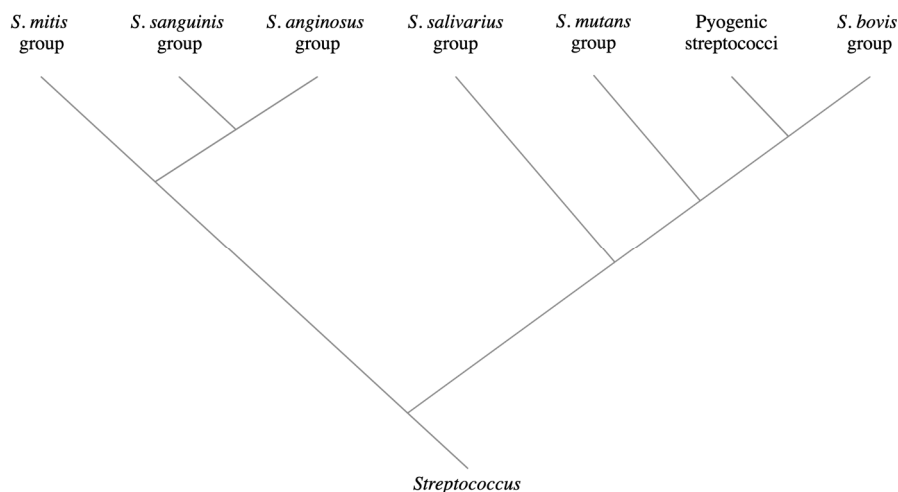 S. mitis
group
S. sanguinis
group
S. anginosus
group
S. salivarius
group
S. mutans
group
Pyogenic
streptococci
S. bovis
group
Streptococcus